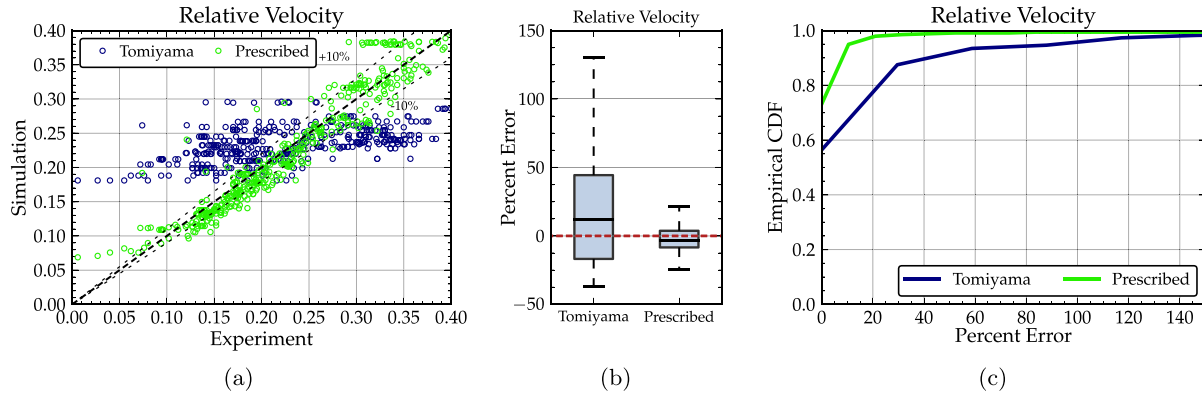 Relative Velocity
0.40
0.35
0.30
0.25
0.20
0.15
0.10
0.05
0.00
Simulation
Tomiyama
Prescribed
+10%
-10%
0.00 0.05 0.10 0.15 0.20 0.25 0.30 0.35 0.40
Experiment
(a)
Relative Velocity
150
100
50
0
−50
Percent Error
Tomiyama Prescribed
(b)
Relative Velocity
1.0
0.8
0.6
0.4
0.2
0.0
Empirical CDF
Tomiyama
Prescribed
0 20 40 60 80 100 120 140
Percent Error
(c)